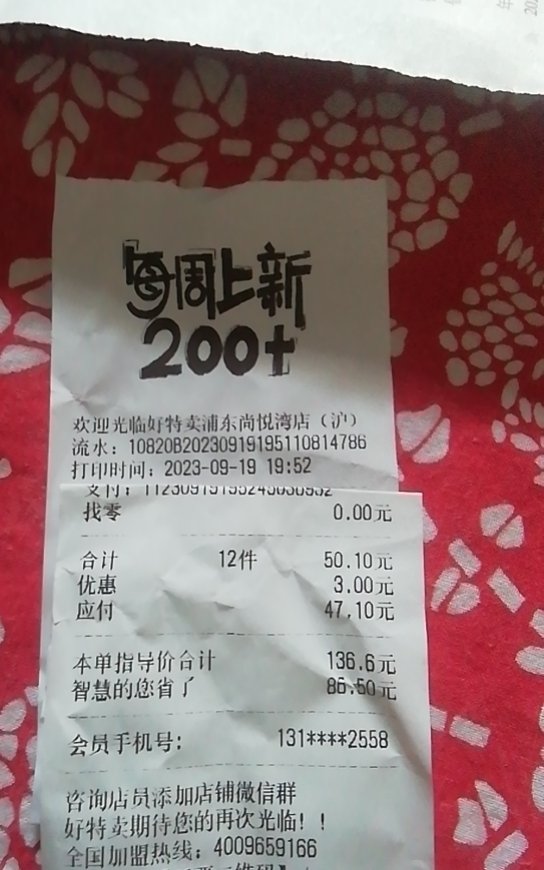 每周上新
200+
欢迎光临好特卖浦东尚悦湾店（沪）
流水：10820B20230919195110814786
打印时间：2023-09-19 19:52
支付：
找零 0.00元
合计 12件 50.10元
优惠 3.00元
应付 47.10元
本单指导价合计 136.6元
智慧的您省了 86.50元
会员手机号： 131****2558
咨询店员添加店铺微信群
好特卖期待您的再次光临！！
全国加盟热线：4009659166